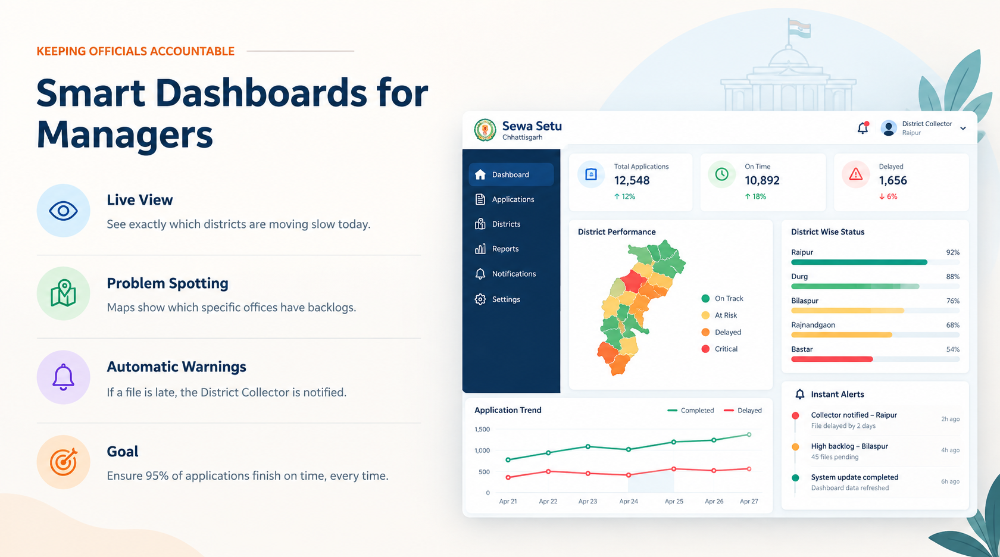 KEEPING OFFICIALS ACCOUNTABLE
Smart Dashboards for
Managers
Live View
See exactly which districts are moving slow today.
Problem Spotting
Maps show which specific offices have backlogs.
Automatic Warnings
If a file is late, the District Collector is notified.
Goal
Ensure 95% of applications finish on time, every time.
Sewa Setu
Chhattisgarh
District Collector
Raipur
Dashboard
Applications
Districts
Reports
Notifications
Settings
Total Applications
12,548
↑ 12%
On Time
10,892
↑ 18%
Delayed
1,656
↓ 6%
District Performance
On Track
At Risk
Delayed
Critical
District Wise Status
Raipur 92%
Durg 88%
Bilaspur 76%
Rajnandgaon 68%
Bastar 54%
Application Trend
Completed Delayed
1,500
1,000
500
0
Apr 21 Apr 22 Apr 23 Apr 24 Apr 25 Apr 26 Apr 27
Instant Alerts
Collector notified – Raipur
File delayed by 2 days
2h ago
High backlog – Bilaspur
45 files pending
4h ago
System update completed
Dashboard data refreshed
6h ago